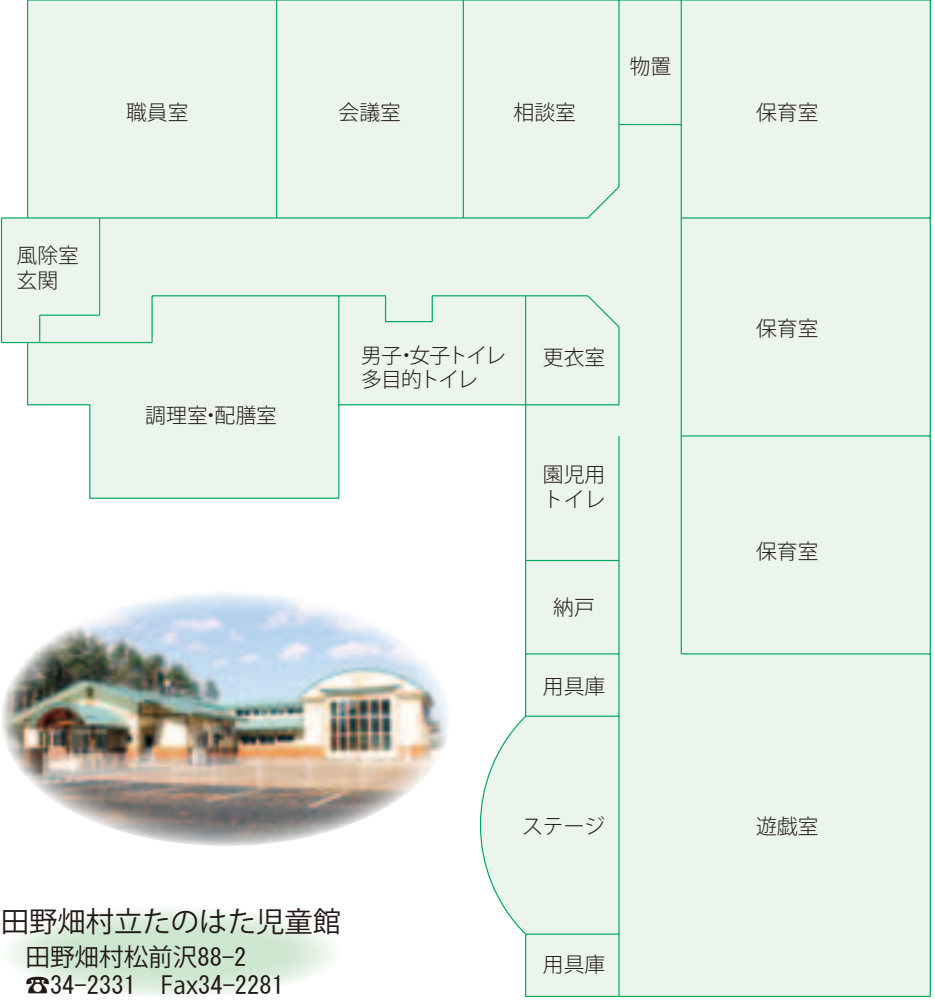 物置
職員室
会議室
相談室
保育室
風除室
玄関
保育室
男子・女子トイレ
多目的トイレ
更衣室
調理室・配膳室
園児用
トイレ
保育室
納戸
用具庫
ステージ
遊戯室
田野畑村立たのはた児童館
田野畑村松前沢88-2
☎34-2331 Fax34-2281
用具庫